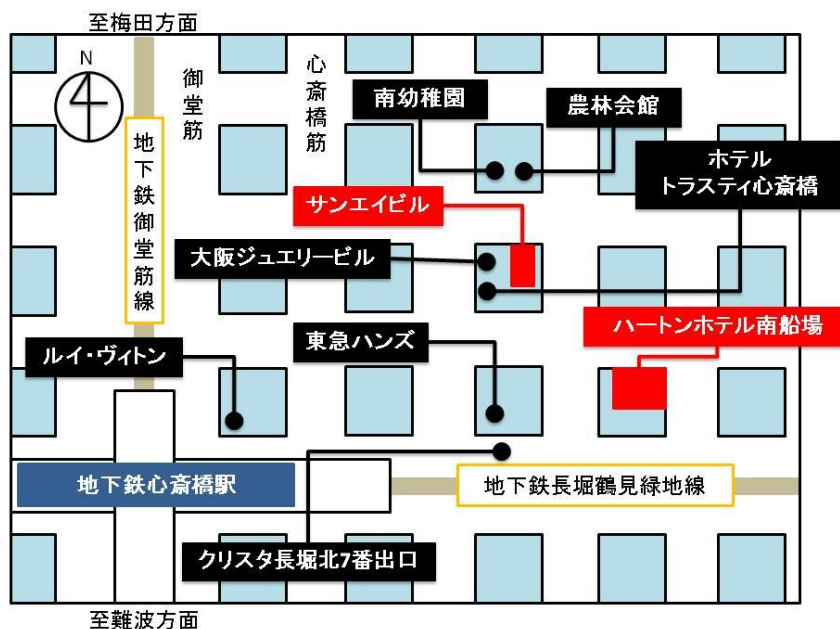 至梅田方面
N
御堂筋
心斎橋筋
南幼稚園
農林会館
ホテル
トラスティ心斎橋
地下鉄御堂筋線
サンエイビル
大阪ジュエリービル
ハートンホテル南船場
ルイ・ヴィトン
東急ハンズ
地下鉄心斎橋駅
地下鉄長堀鶴見緑地線
クリスタ長堀北7番出口
至難波方面